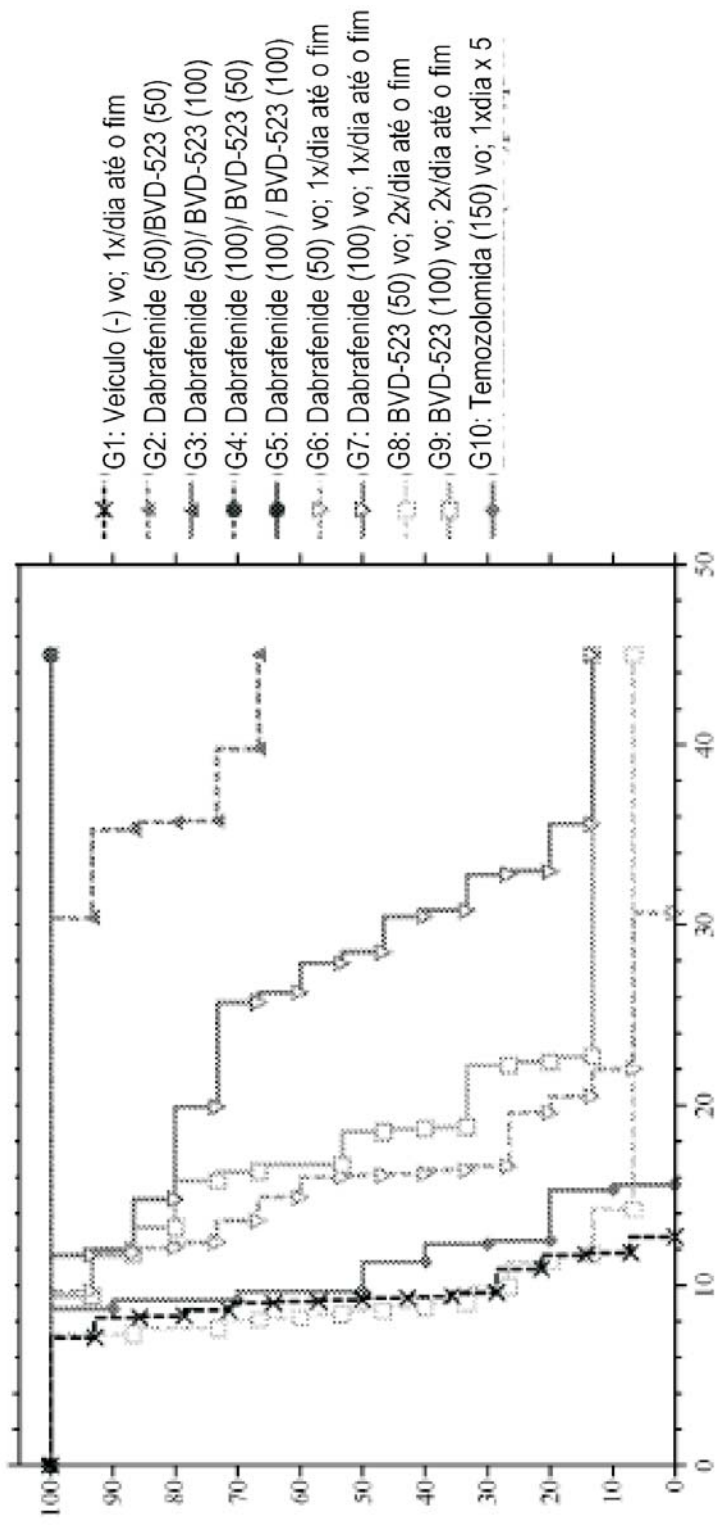 G1: Veículo (-) vo; 1x/dia até o fim
G2: Dabrafenide (50)/BVD-523 (50)
G3: Dabrafenide (50)/ BVD-523 (100)
G4: Dabrafenide (100)/ BVD-523 (50)
G5: Dabrafenide (100) / BVD-523 (100)
G6: Dabrafenide (50) vo; 1x/dia até o fim
G7: Dabrafenide (100) vo; 1x/dia até o fim
G8: BVD-523 (50) vo; 2x/dia até o fim
G9: BVD-523 (100) vo; 2x/dia até o fim
G10: Temozolomida (150) vo; 1xdia x 5
100
90
80
70
60
50
40
30
20
10
0
0
10
20
30
40
50